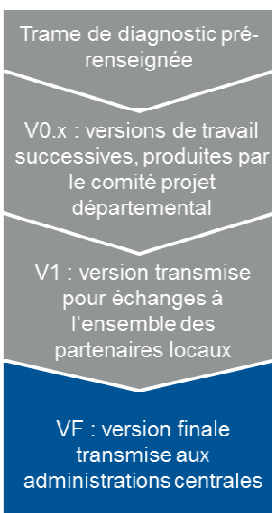 Trame de diagnostic pré-
renseignée
V0.x : versions de travail
successives, produites par
le comité projet
départemental
V1 : version transmise
pour échanges à
l'ensemble des
partenaires locaux
VF : version finale
transmise aux
administrations centrales